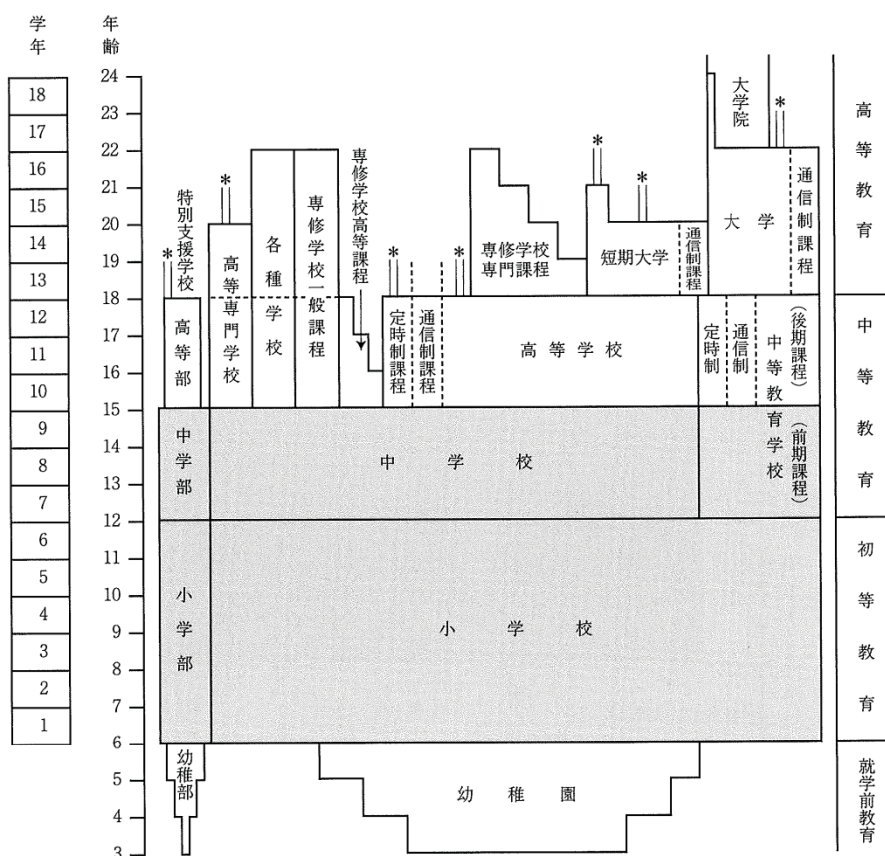 学年
年齢
18
17
16
15
14
13
12
11
10
9
8
7
6
5
4
3
2
1
24
23
22
21
20
19
18
17
16
15
14
13
12
11
10
9
8
7
6
5
4
3
*
特別支援学校
高等部
中学部
小学部
幼稚部
*
高等専門学校
各種学校
専修学校一般課程
専修学校高等課程
*
定時制課程
通信制課程
*
専修学校
専門課程
*
短期大学
*
通信制課程
大学院
*
大学
通信制課程
高等学校
定時制
通信制
中等教育学校
(後期課程)
(前期課程)
中学校
小学校
幼稚園
高等教育
中等教育
初等教育
就学前教育